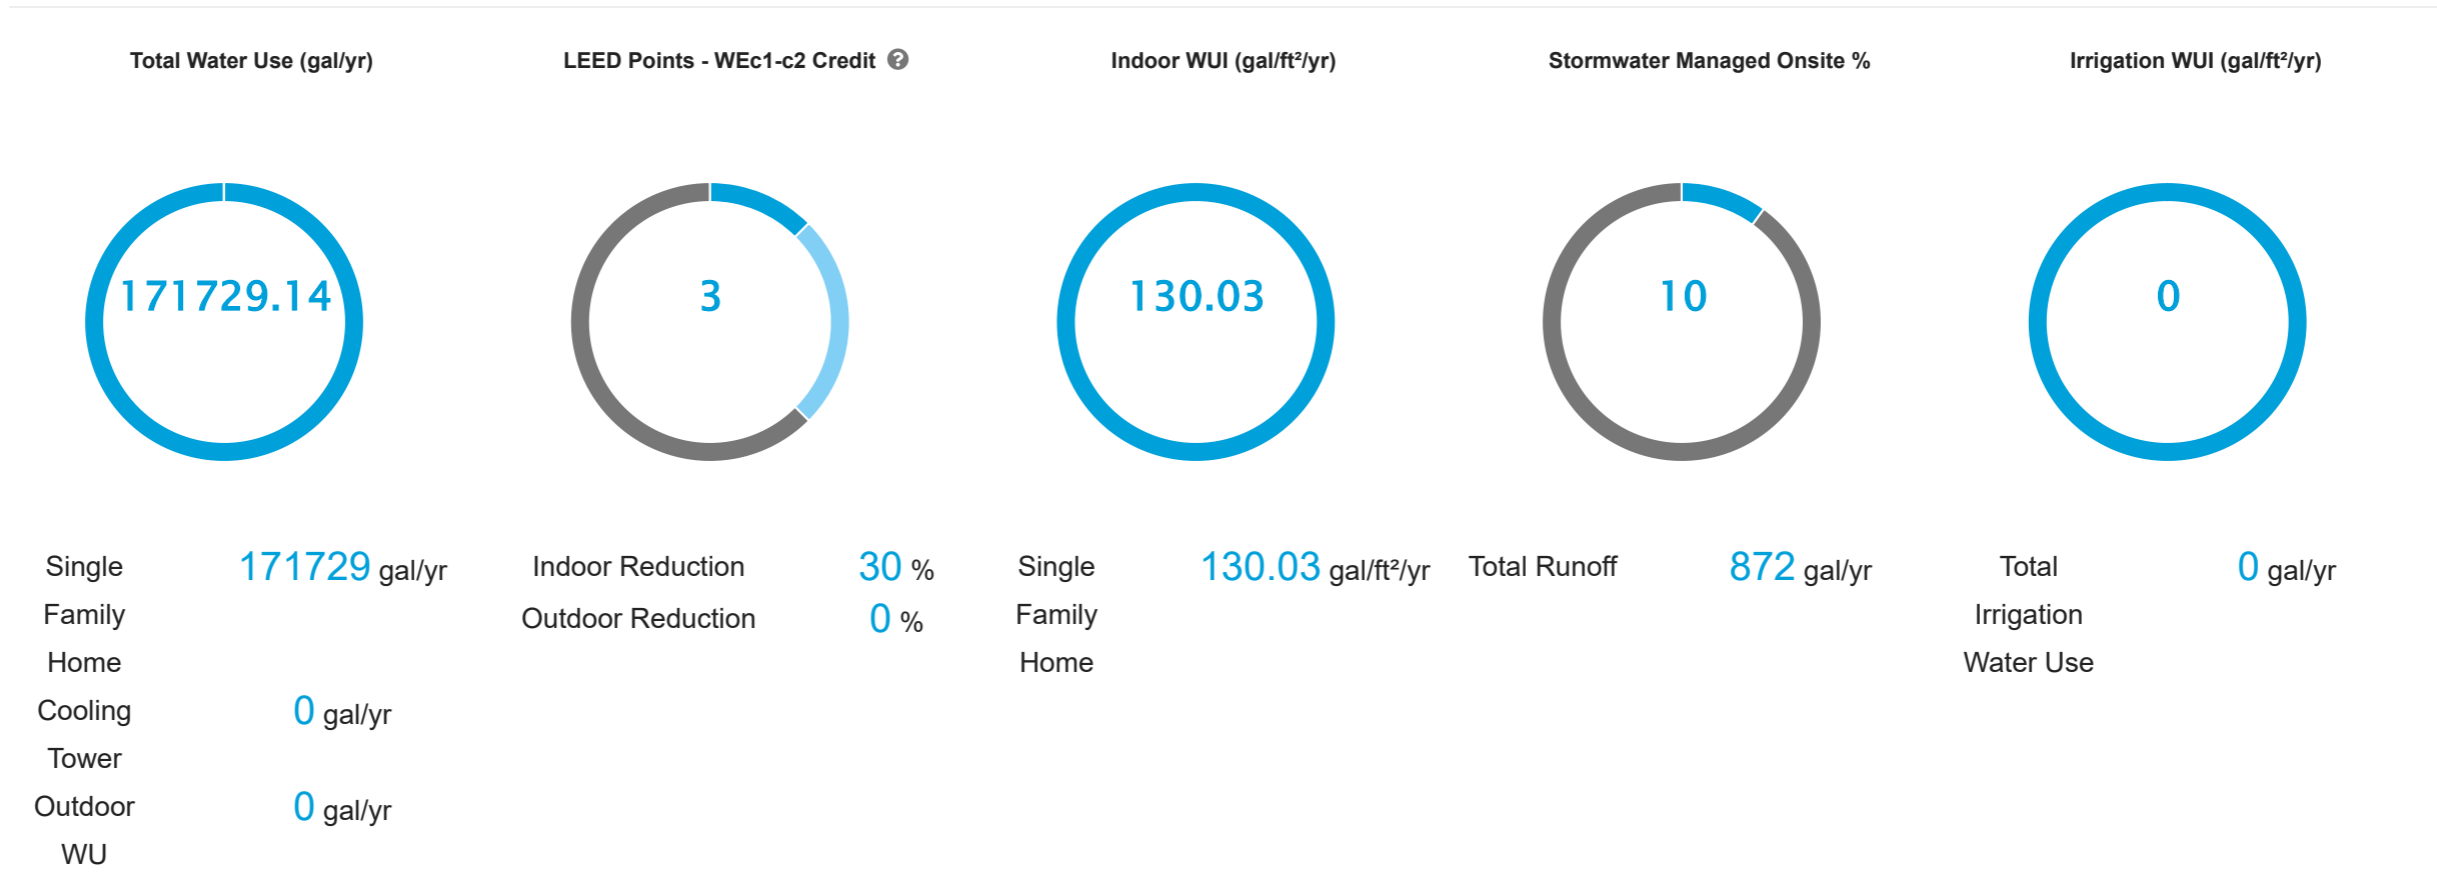 Total Water Use (gal/yr)
LEED Points - WEc1-c2 Credit ?
Indoor WUI (gal/ft²/yr)
Stormwater Managed Onsite %
Irrigation WUI (gal/ft²/yr)
171729.14
3
130.03
10
0
Single
Family
Home
171729 gal/yr
Cooling
Tower
0 gal/yr
Outdoor
WU
0 gal/yr
Indoor Reduction 30 %
Outdoor Reduction 0 %
Single
Family
Home
130.03 gal/ft²/yr
Total Runoff 872 gal/yr
Total
Irrigation
Water Use
0 gal/yr